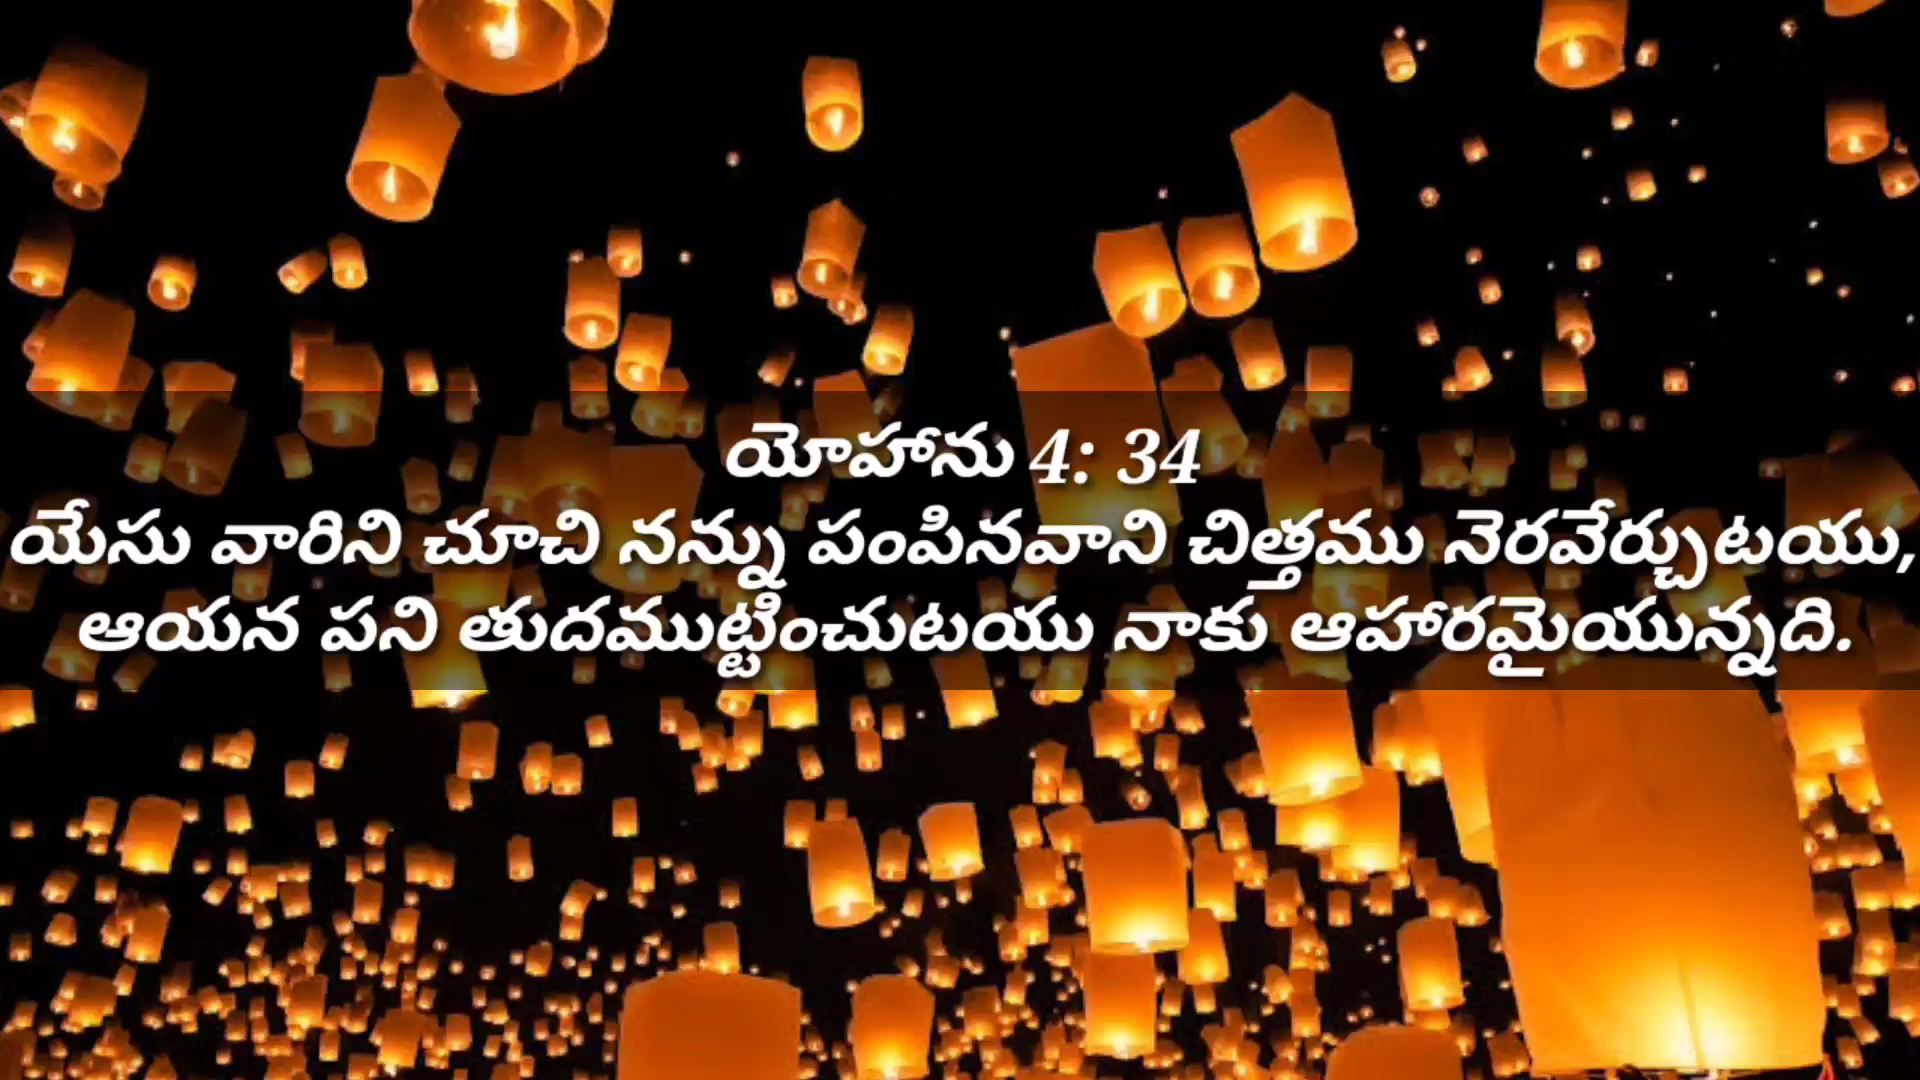 యోహాను 4: 34
యేసు వారిని చూచి నన్ను పంపినవాని చిత్తము నెరవేర్చుటయు,
ఆయన పని తుదముట్టించుటయు నాకు ఆహారమైయున్నది.